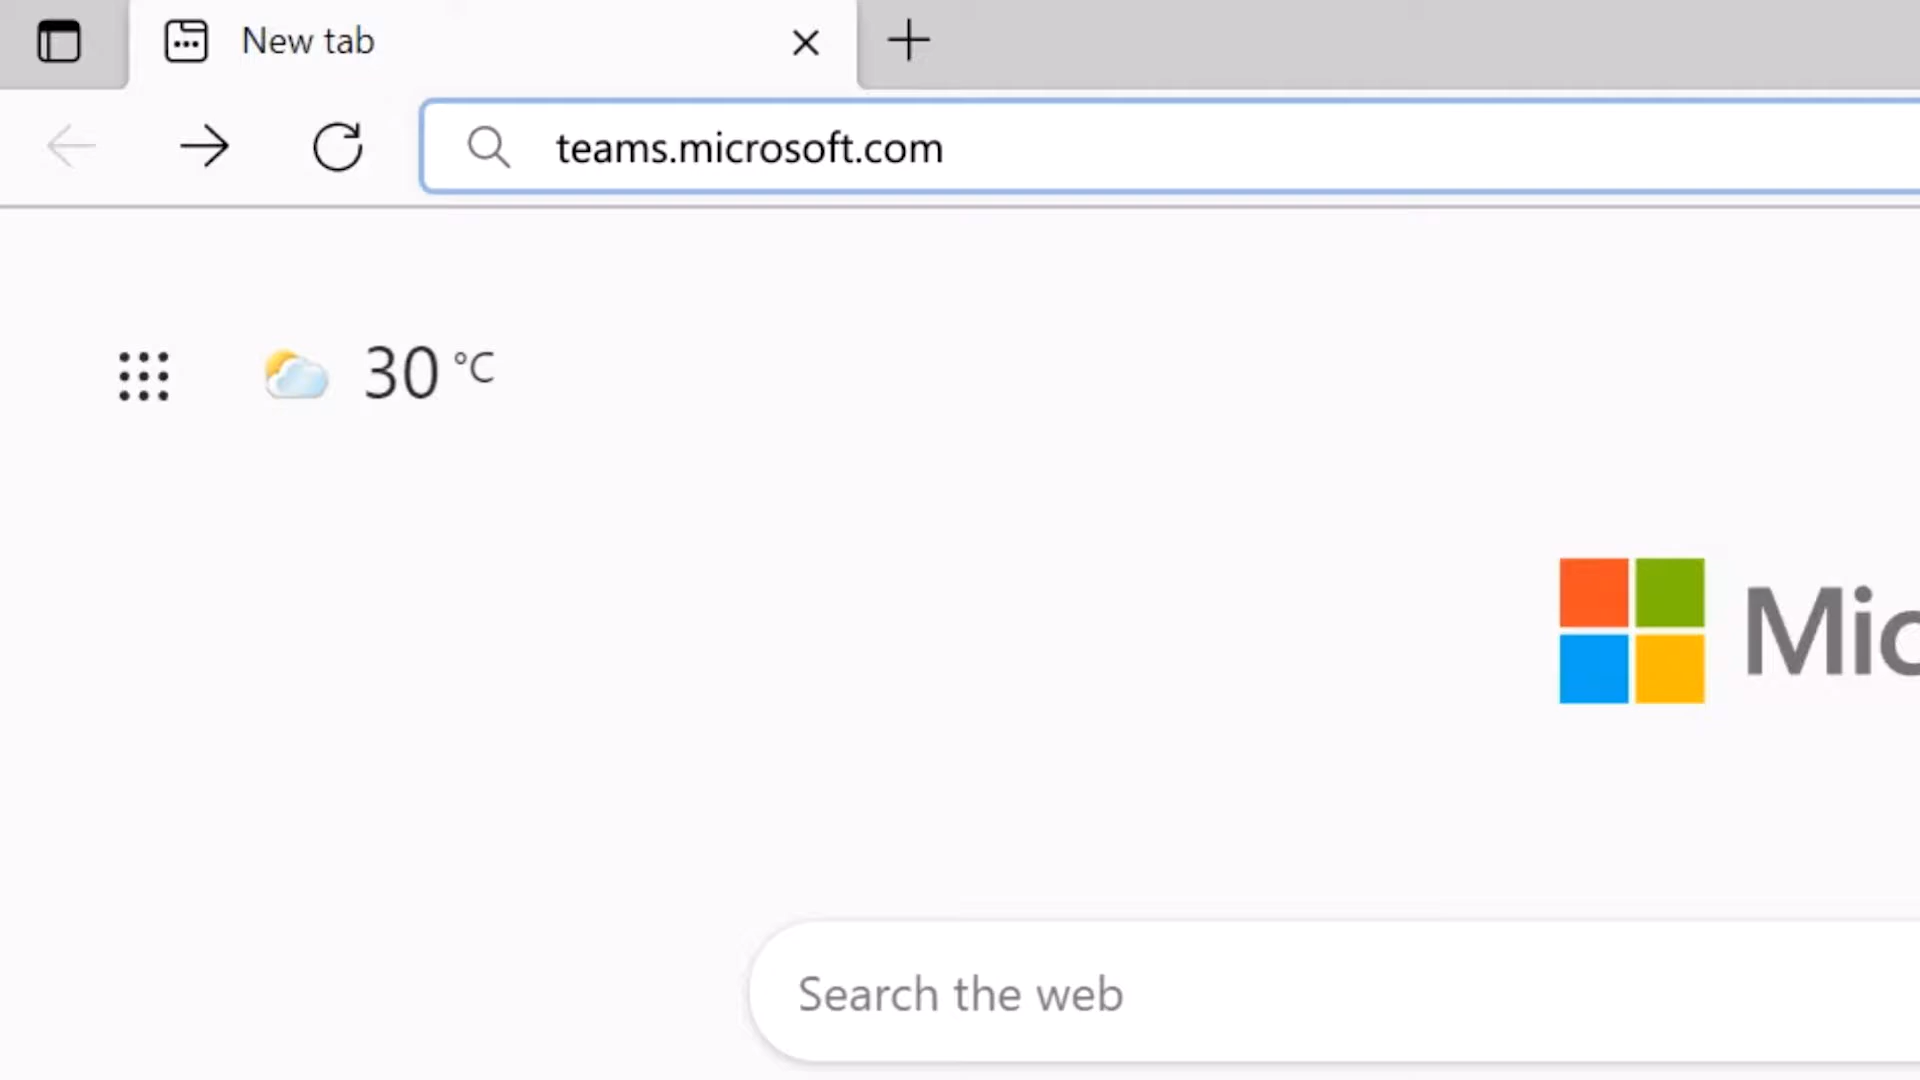 New tab
teams.microsoft.com
30 °C
Mic
Search the web